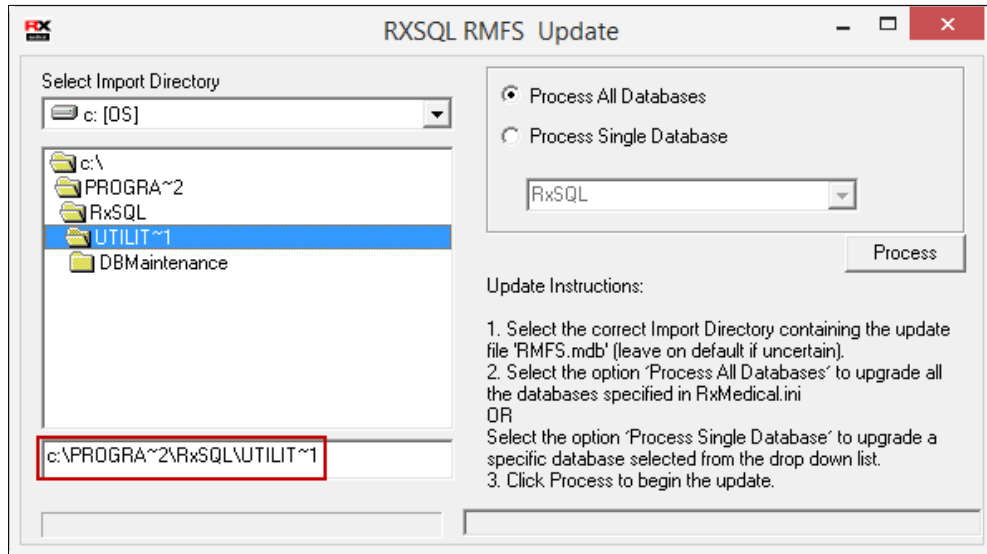 RX
RXSQL RMFS Update
Select Import Directory
c: [OS]
c:\
PROGRA~2
RxSQL
UTILIT~1
DBMaintenance
c:\PROGRA~2\RxSQL\UTILIT~1
Process All Databases
Process Single Database
RxSQL
Process
Update Instructions:
1. Select the correct Import Directory containing the update
file 'RMFS.mdb' (leave on default if uncertain).
2. Select the option ´Process All Databases´ to upgrade all
the databases specified in RxMedical.ini
OR
Select the option ´Process Single Database´ to upgrade a
specific database selected from the drop down list.
3. Click Process to begin the update.